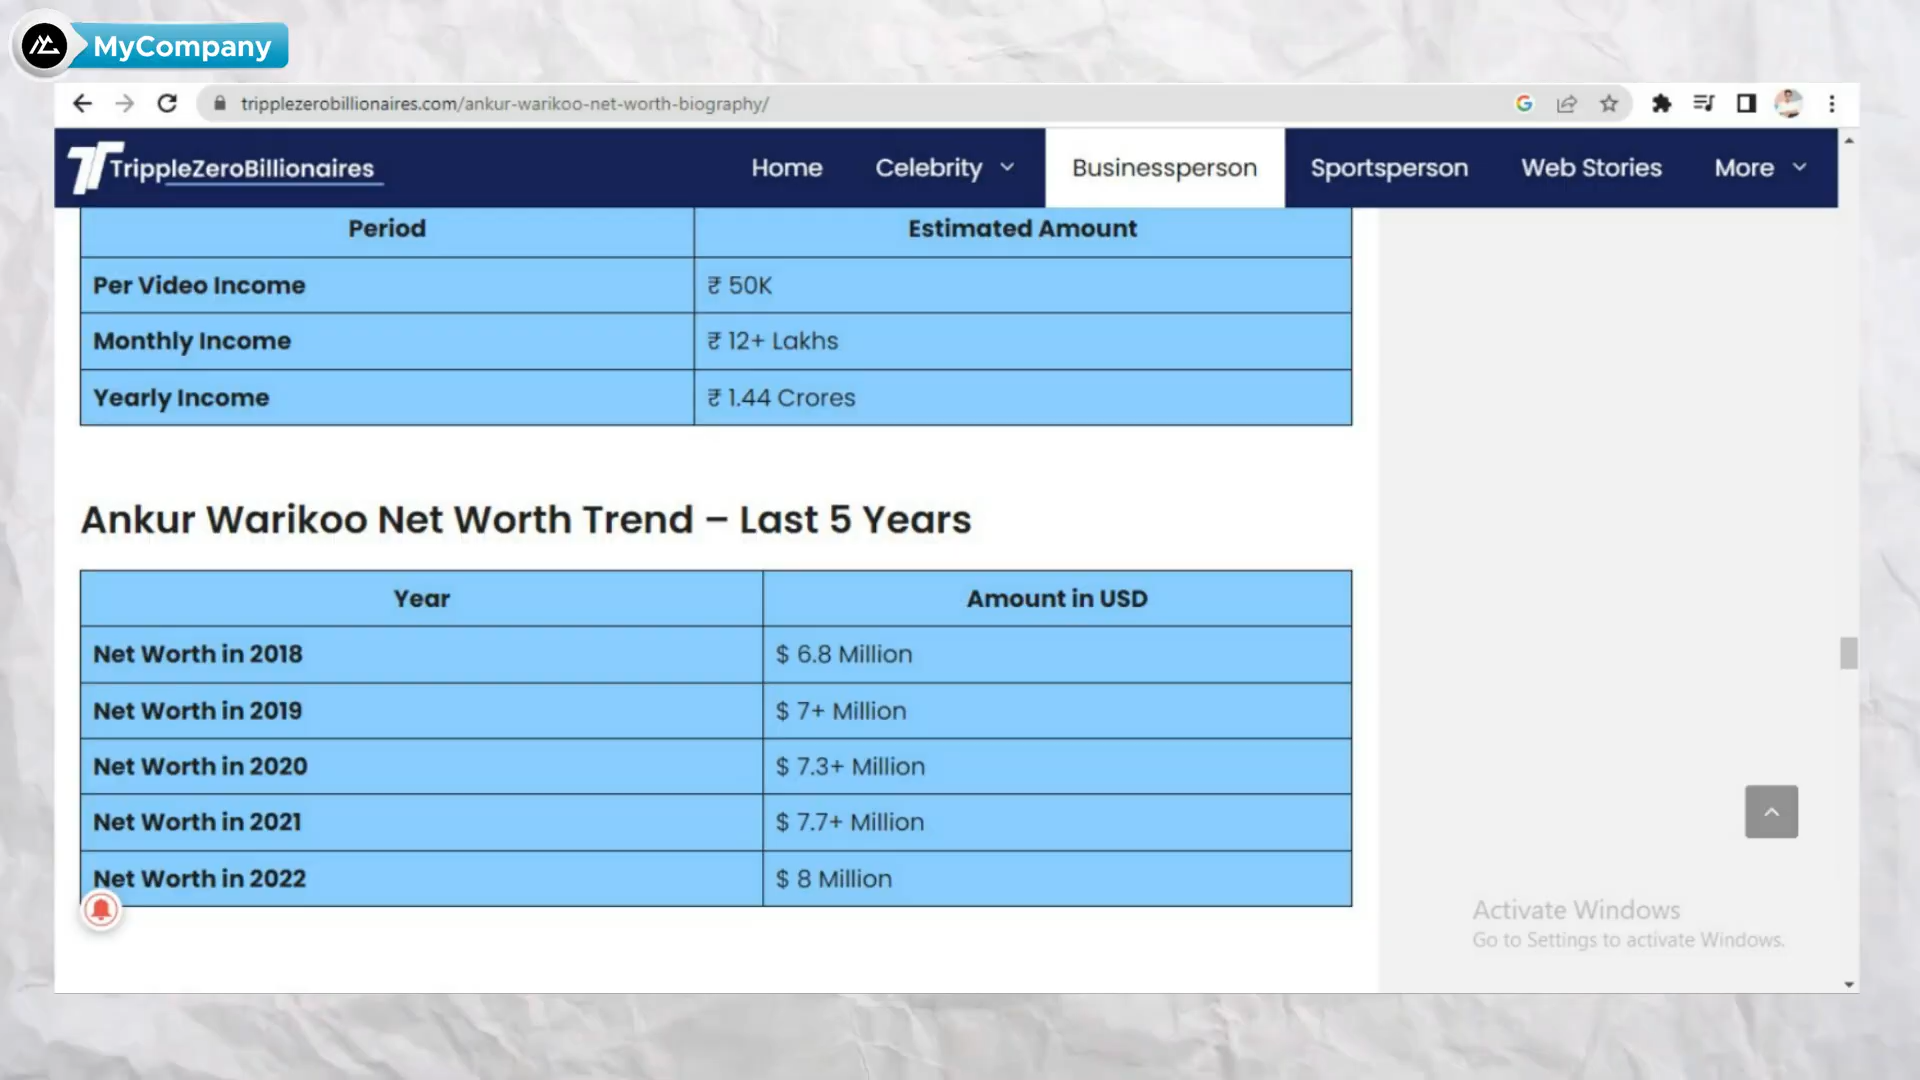 MyCompany
tripplezerobillionaires.com/ankur-warikoo-net-worth-biography/
TrippleZeroBillionaires Home Celebrity Businessperson Sportsperson Web Stories More
Period Estimated Amount
Per Video Income ₹ 50K
Monthly Income ₹ 12+ Lakhs
Yearly Income ₹ 1.44 Crores
Ankur Warikoo Net Worth Trend – Last 5 Years
Year Amount in USD
Net Worth in 2018 $ 6.8 Million
Net Worth in 2019 $ 7+ Million
Net Worth in 2020 $ 7.3+ Million
Net Worth in 2021 $ 7.7+ Million
Net Worth in 2022 $ 8 Million
Activate Windows
Go to Settings to activate Windows.